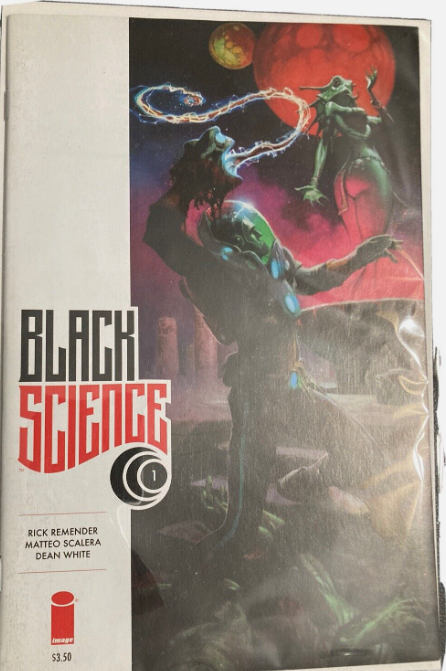 BLACK
SCIENCE
1
RICK REMENDER
MATTEO SCALERA
DEAN WHITE
image
$3.50